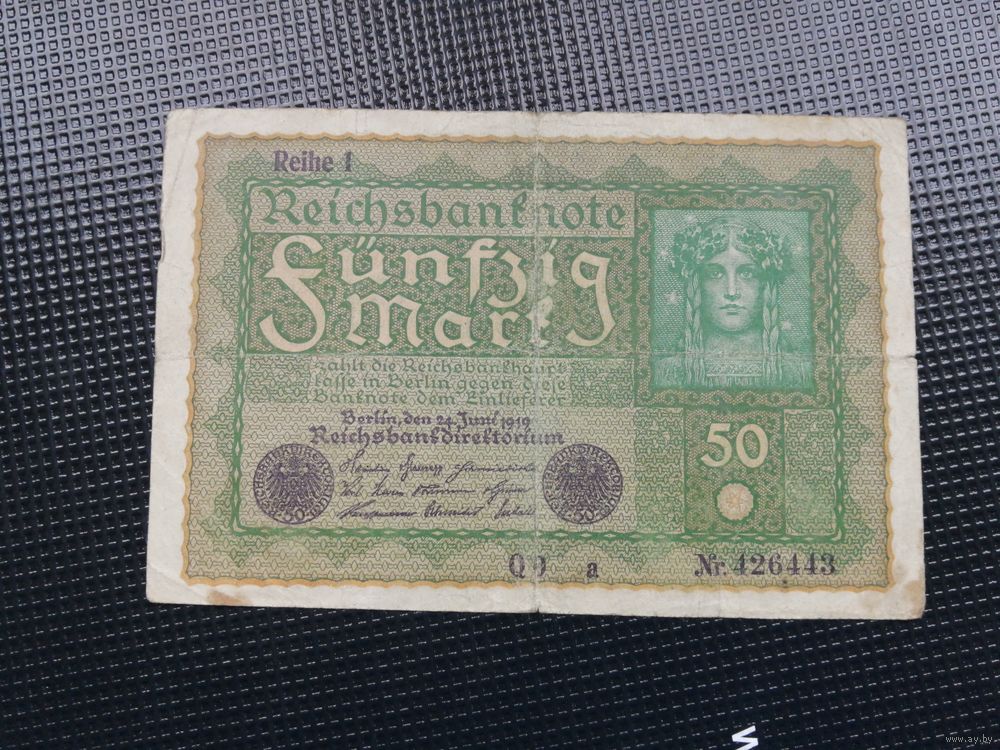 Reihe 1
Reichsbanknote
Fünfzig
Mark
zahlt die Reichsbankhaupt
kasse in Berlin gegen diese
Banknote dem Einlieferer
Berlin, den 24. Juni 1919
Reichsbankdirektorium
50
a
Nr. 426443
www.ay.by